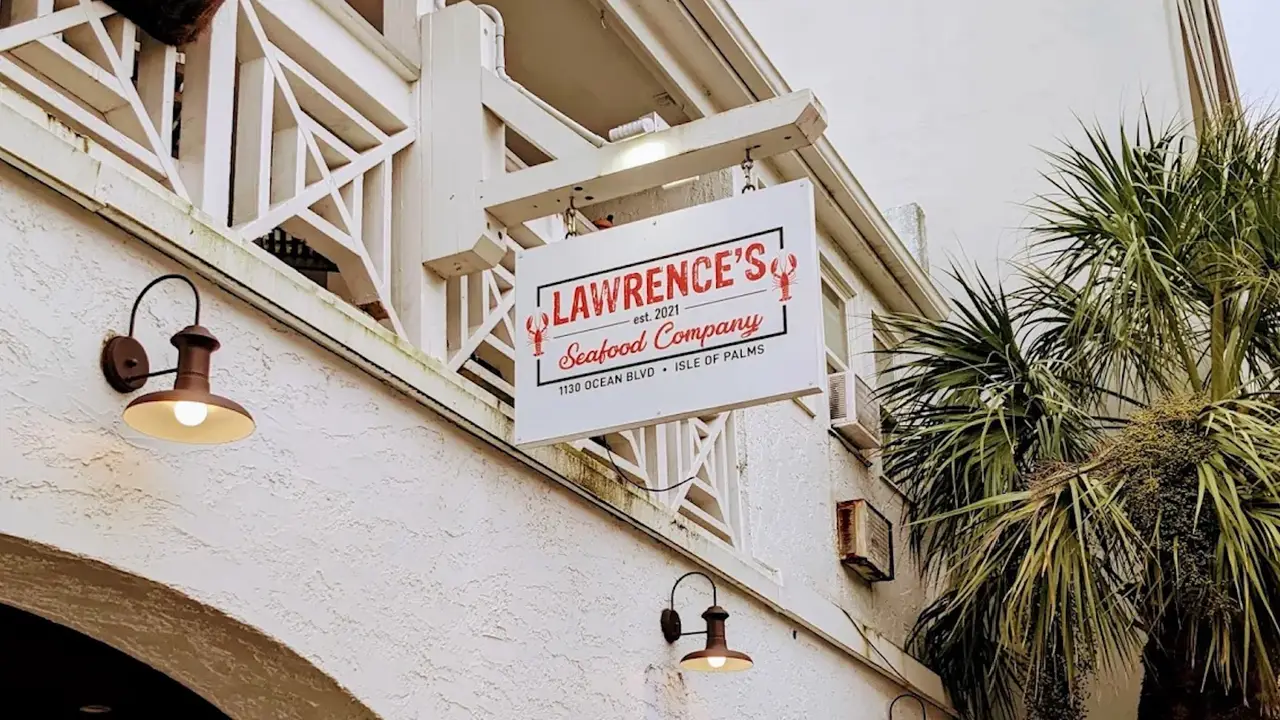 LAWRENCE'S
est. 2021
Seafood Company
1130 OCEAN BLVD • ISLE OF PALMS